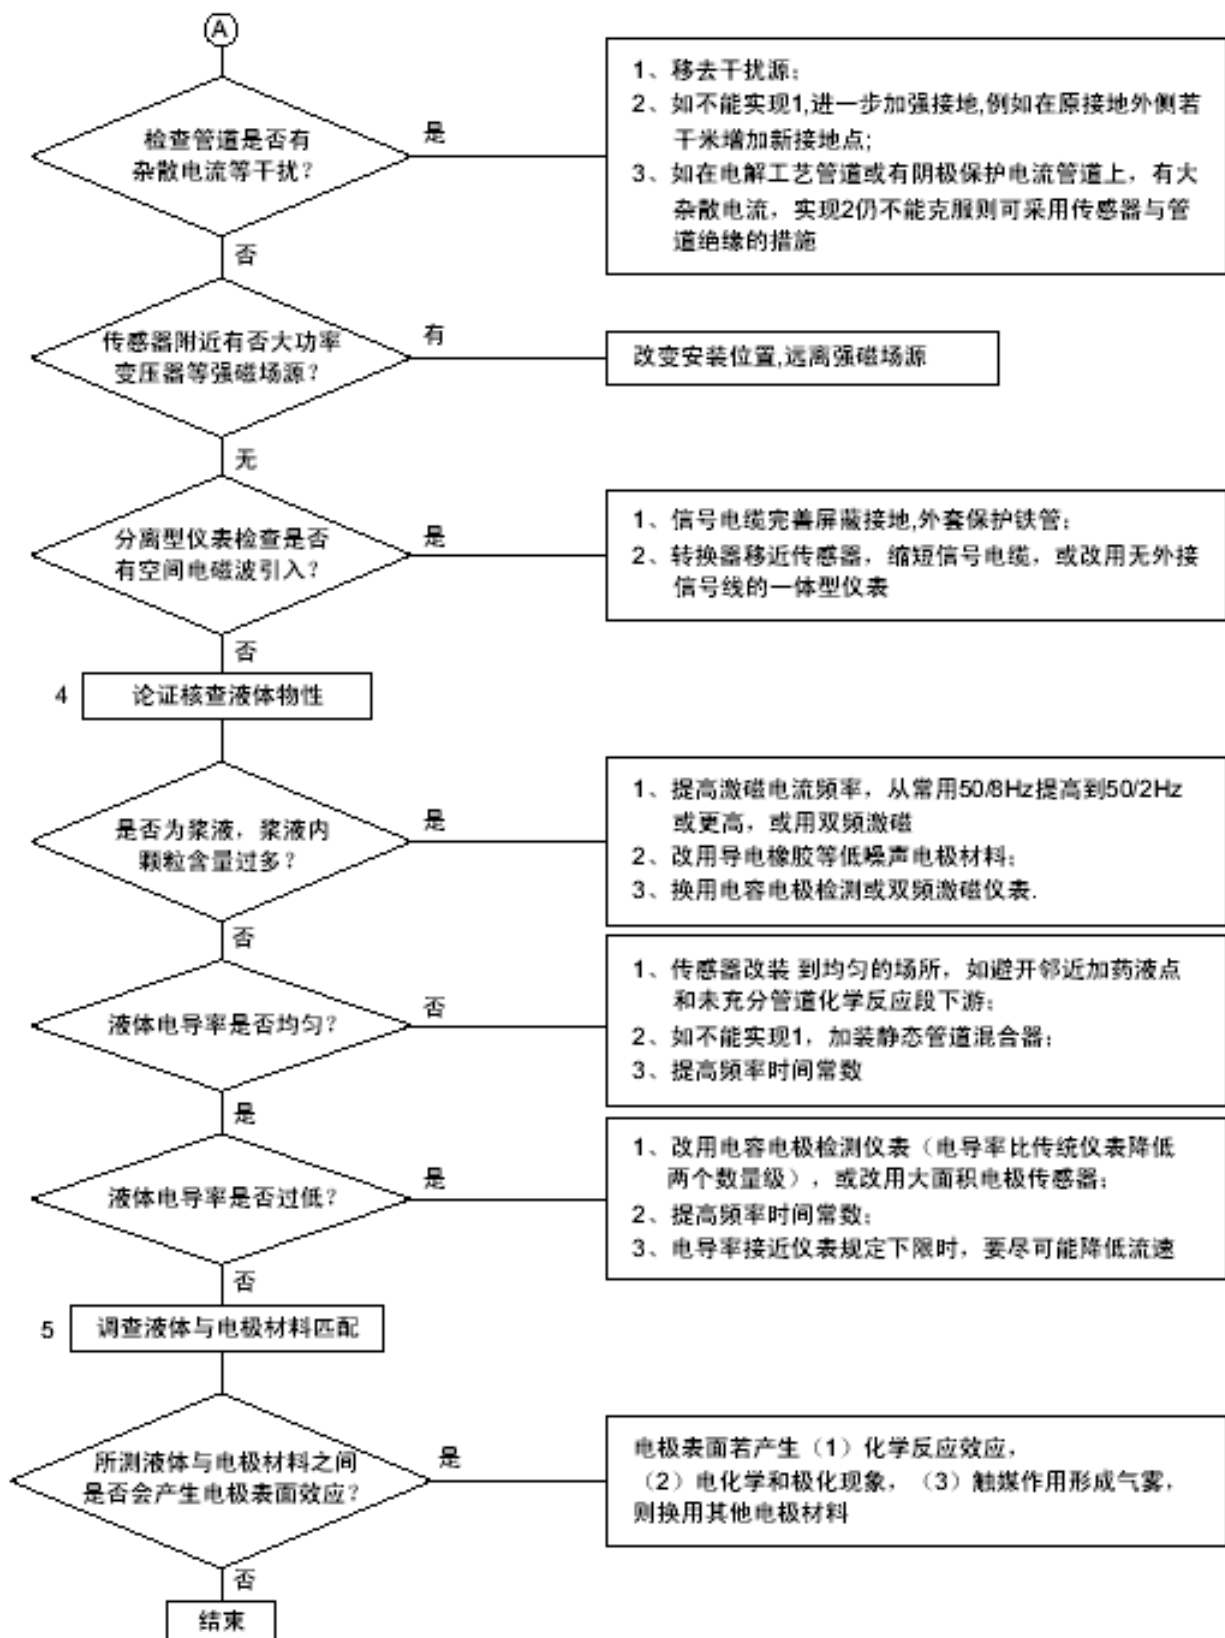 A
检查管道是否有
杂散电流等干扰？
是
1、移去干扰源；
2、如不能实现1,进一步加强接地,例如在原接地外侧若
干米增加新接地点;
3、如在电解工艺管道或有阴极保护电流管道上，有大
杂散电流，实现2仍不能克服则可采用传感器与管
道绝缘的措施
否
传感器附近有否大功率
变压器等强磁场源？
有
改变安装位置,远离强磁场源
无
分离型仪表检查是否
有空间电磁波引入？
是
1、信号电缆完善屏蔽接地,外套保护铁管；
2、转换器移近传感器，缩短信号电缆，或改用无外接
信号线的一体型仪表
否
4 论证核查液体物性
是否为浆液，浆液内
颗粒含量过多？
是
1、提高激磁电流频率，从常用50/8Hz提高到50/2Hz
或更高，或用双频激磁
2、改用导电橡胶等低噪声电极材料；
3、换用电容电极检测或双频激磁仪表.
否
液体电导率是否均匀？
否
1、传感器改装 到均匀的场所，如避开邻近加药液点
和未充分管道化学反应段下游；
2、如不能实现1，加装静态管道混合器；
3、提高频率时间常数
是
液体电导率是否过低？
是
1、改用电容电极检测仪表（电导率比传统仪表降低
两个数量级），或改用大面积电极传感器；
2、提高频率时间常数；
3、电导率接近仪表规定下限时，要尽可能降低流速
否
5 调查液体与电极材料匹配
所测液体与电极材料之间
是否会产生电极表面效应？
是
电极表面若产生（1）化学反应效应，
（2）电化学和极化现象，（3）触媒作用形成气雾，
则换用其他电极材料
否
结束